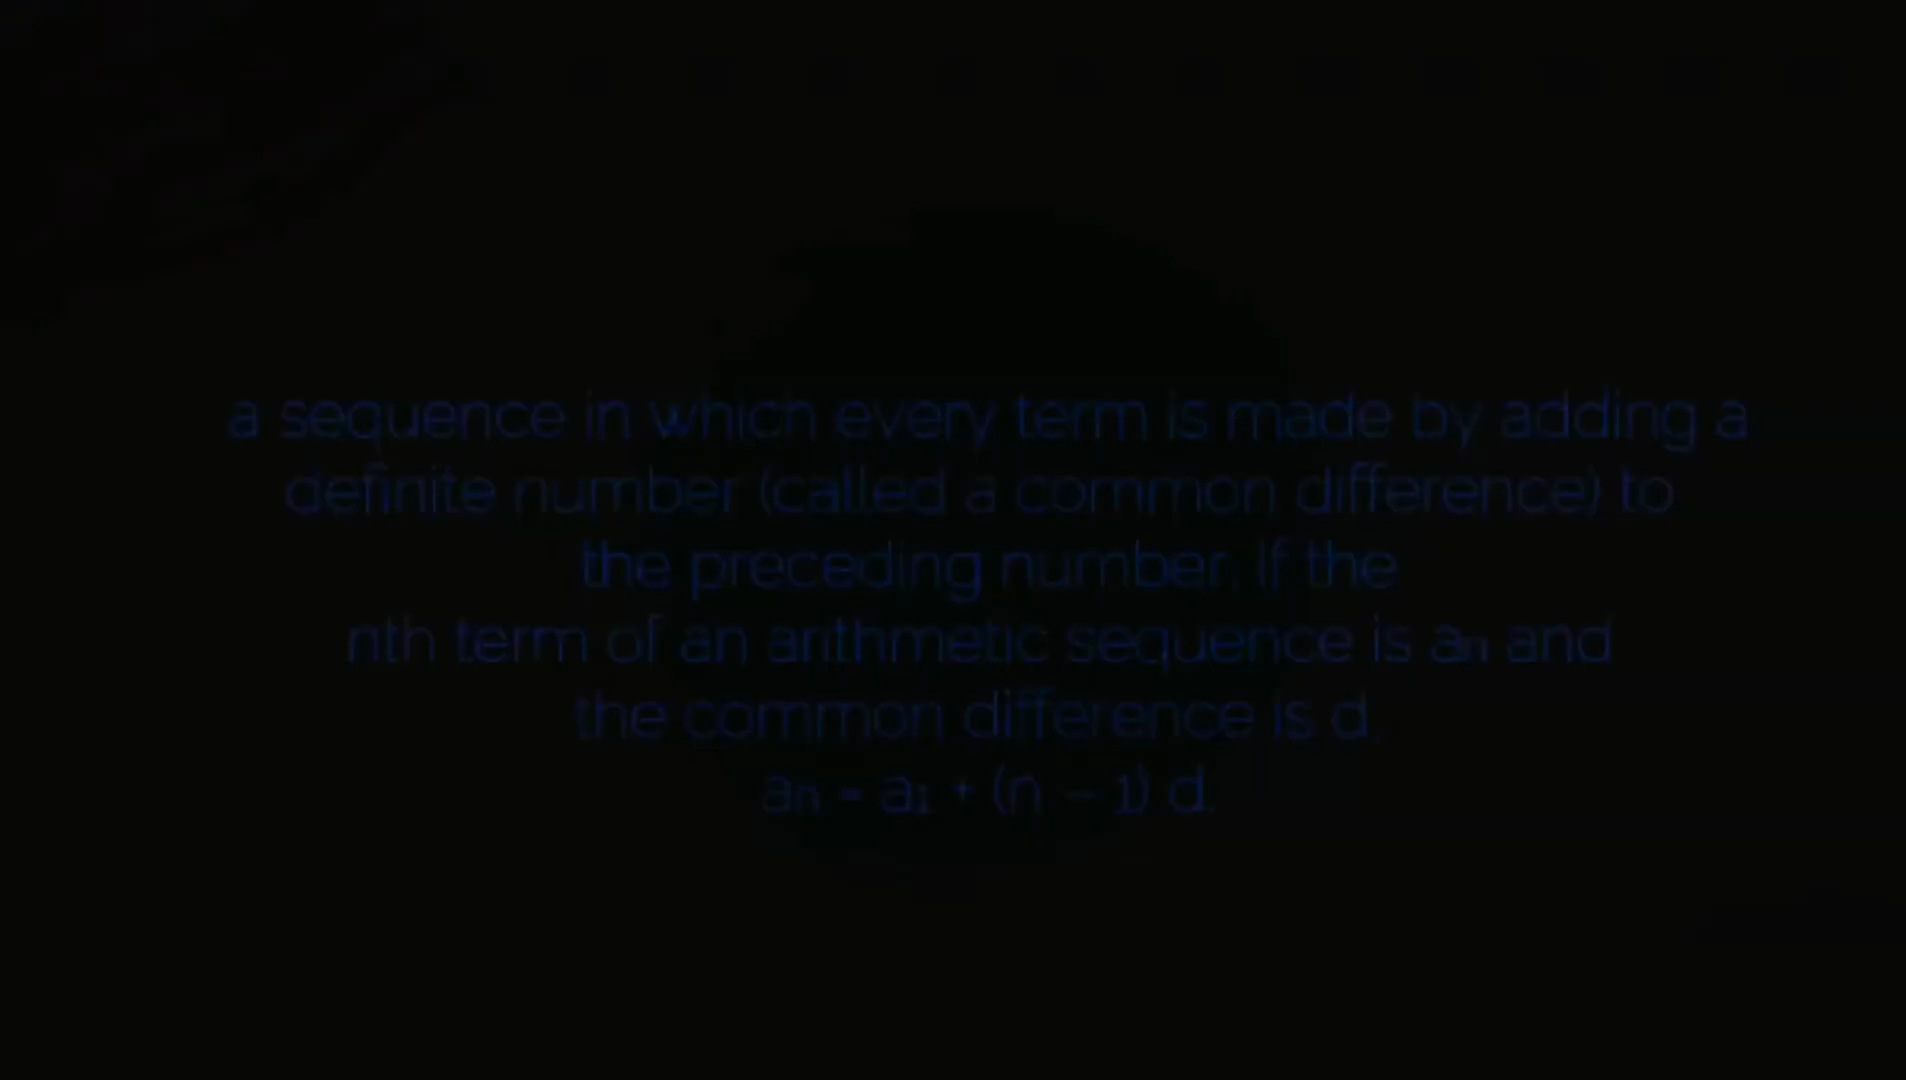 a sequence in which every term is made by adding a
definite number (called a common difference) to
the preceding number. If the
nth term of an arithmetic sequence is aₙ and
the common difference is d.
aₙ = a₁ + (n − 1) d.